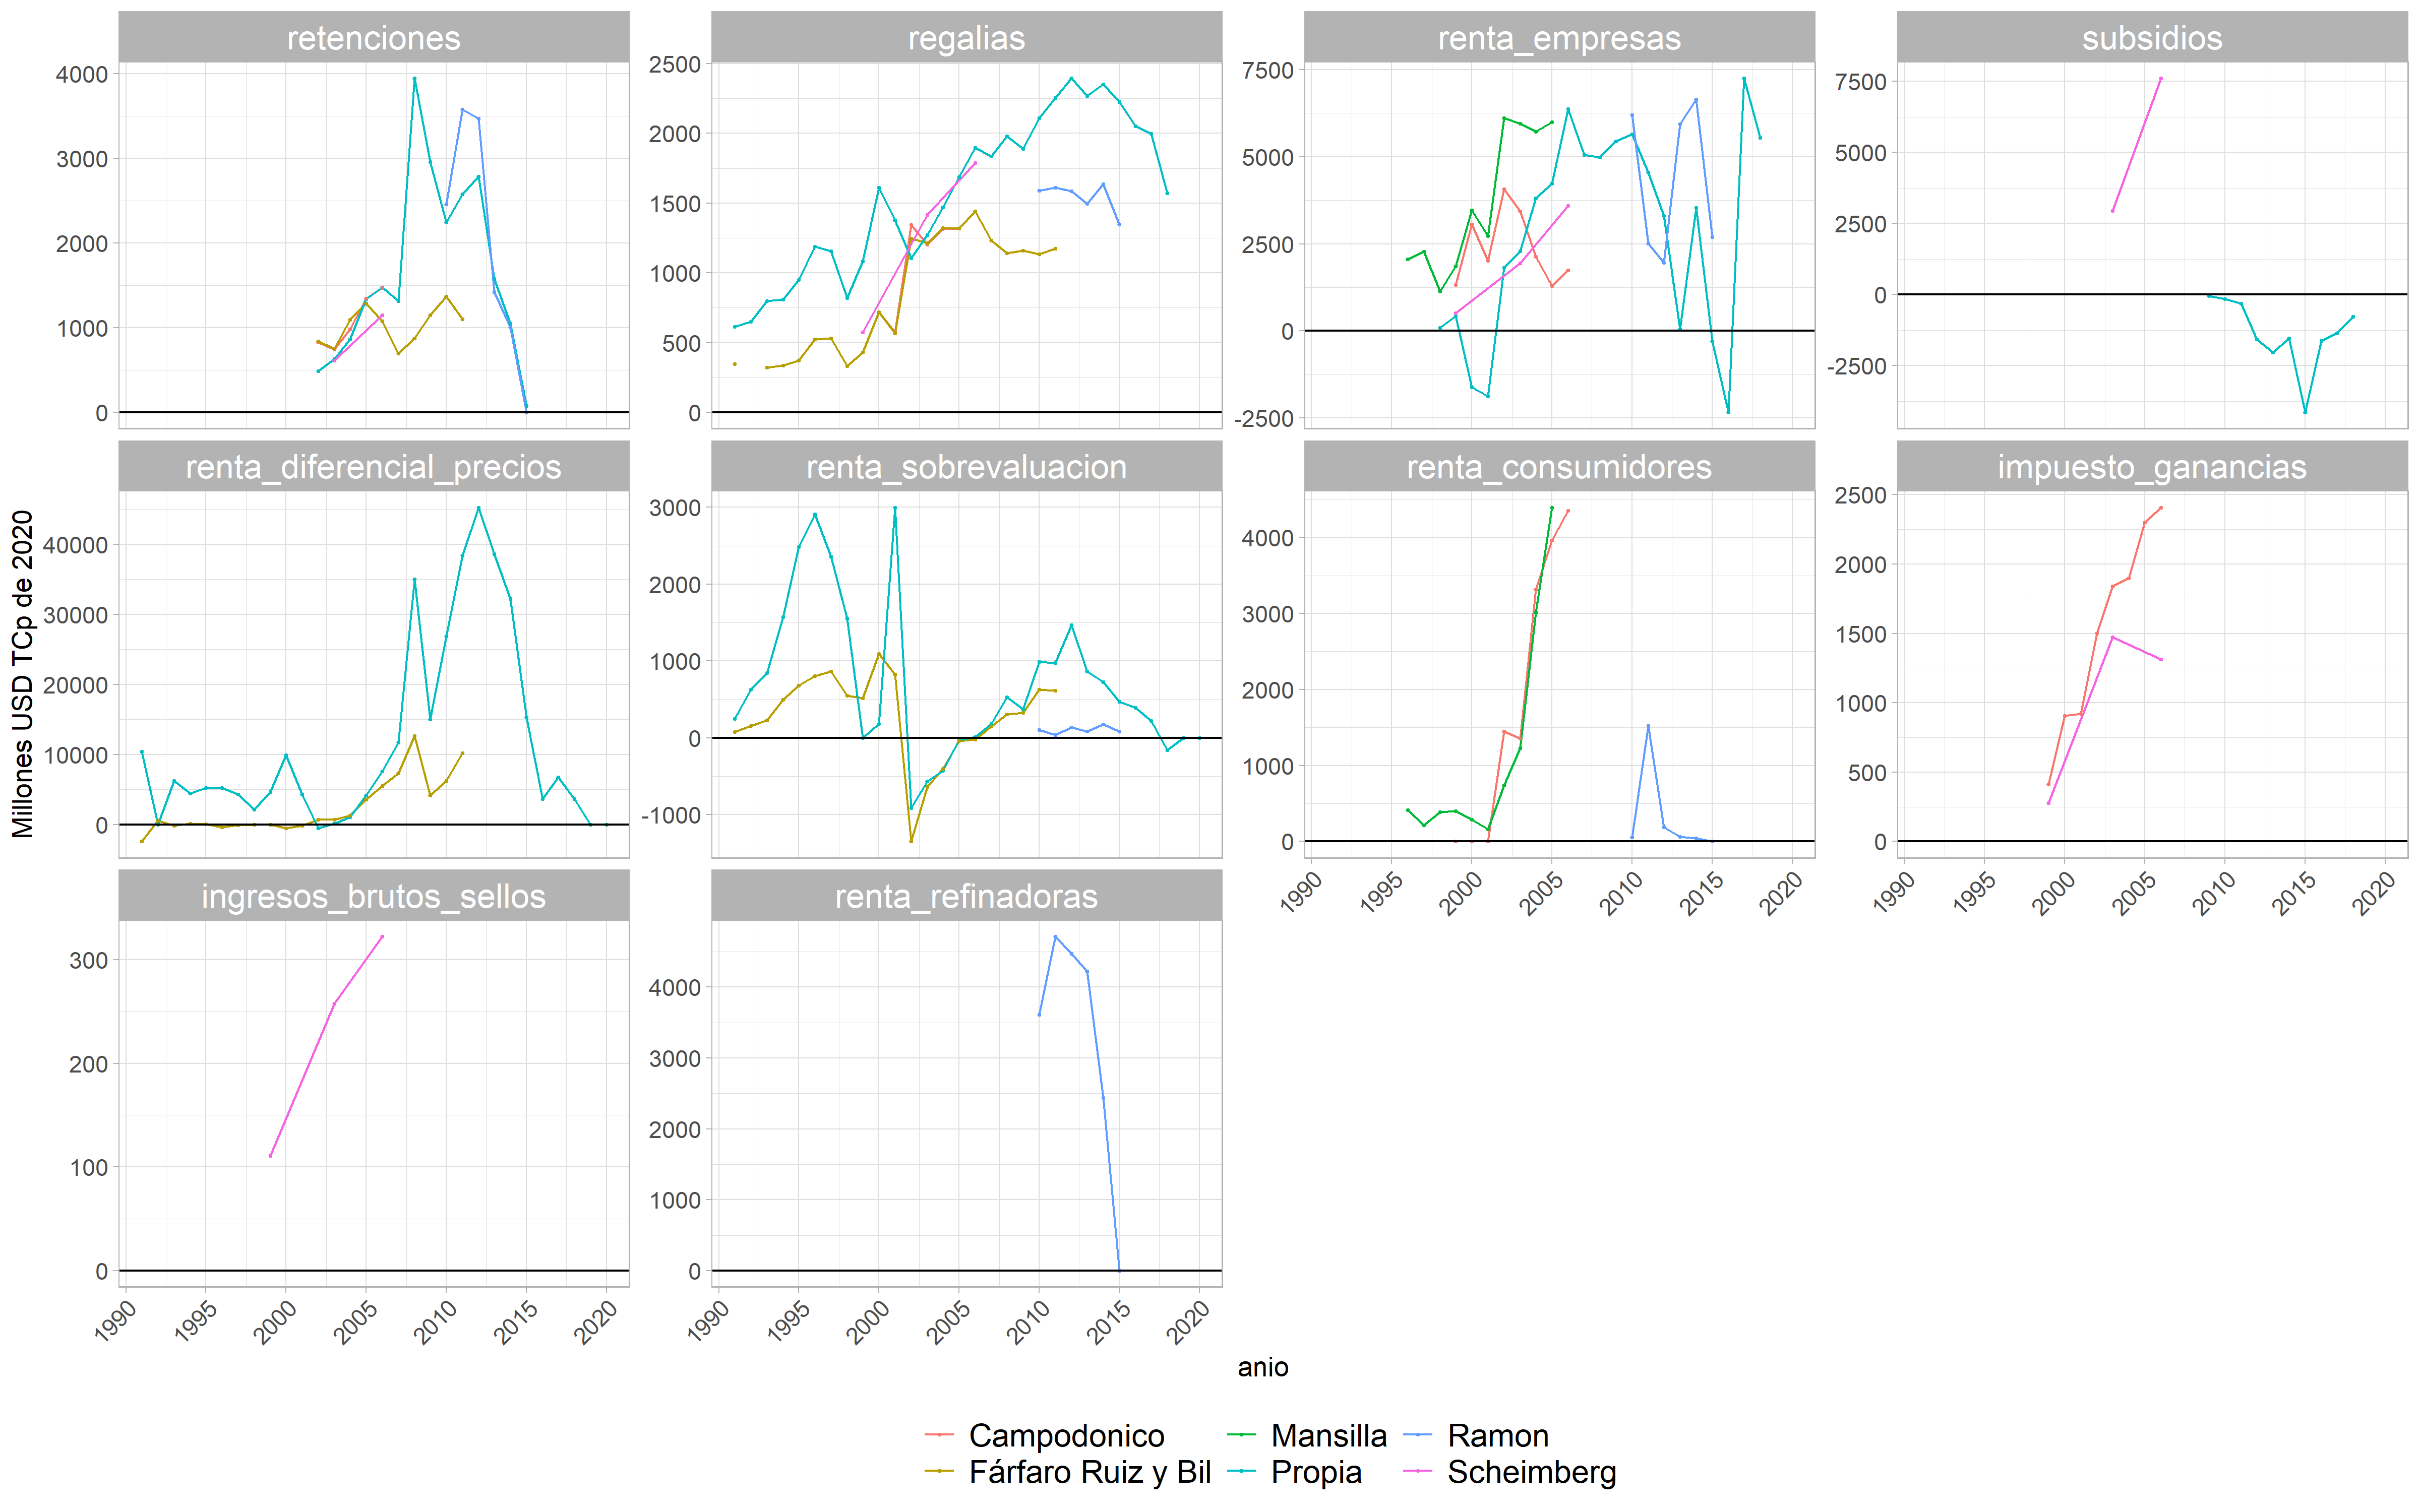 retenciones
regalias
renta_empresas
subsidios
4000
3000
2000
1000
0
2500
2000
1500
1000
500
0
7500
5000
2500
0
-2500
7500
5000
2500
0
-2500
Millones USD TCp de 2020
renta_diferencial_precios
renta_sobrevaluacion
renta_consumidores
impuesto_ganancias
40000
30000
20000
10000
0
3000
2000
1000
0
-1000
4000
3000
2000
1000
0
2500
2000
1500
1000
500
0
1990 1995 2000 2005 2010 2015 2020
1990 1995 2000 2005 2010 2015 2020
ingresos_brutos_sellos
renta_refinadoras
300
200
100
0
4000
3000
2000
1000
0
1990 1995 2000 2005 2010 2015 2020
1990 1995 2000 2005 2010 2015 2020
anio
Campodonico Mansilla Ramon
Fárfaro Ruiz y Bil Propia Scheimberg